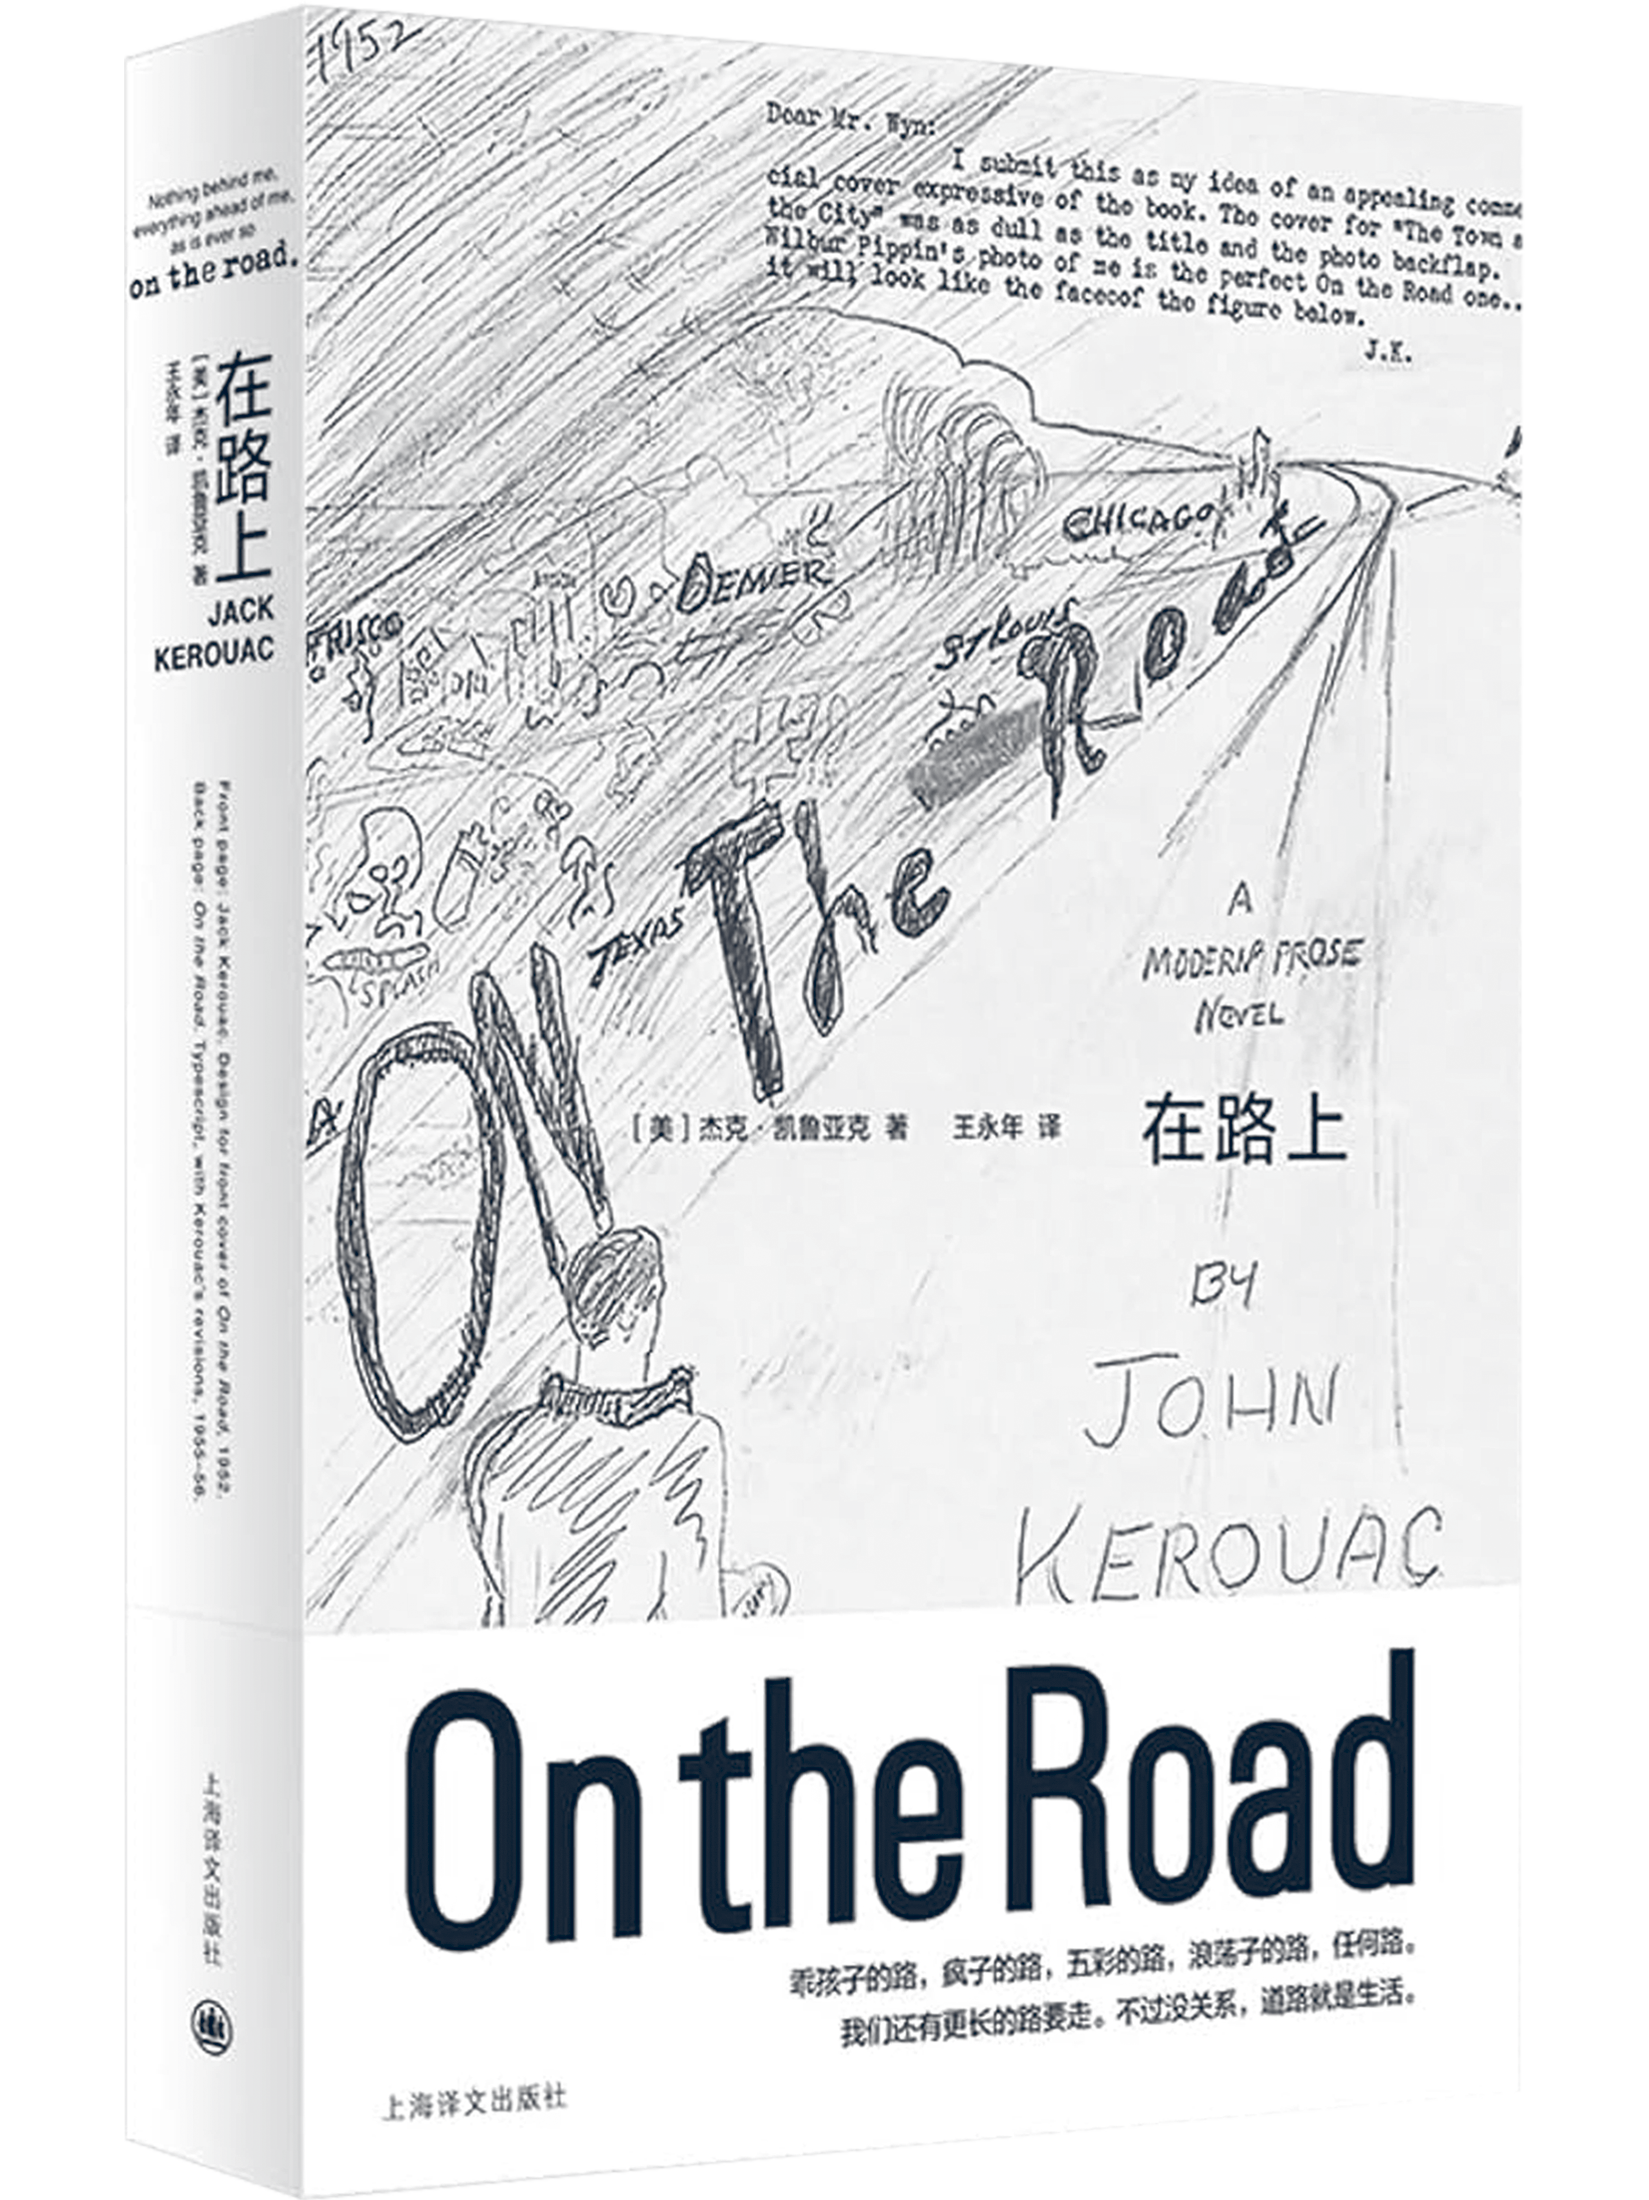 Nothing behind me,
everything ahead of me,
as is ever so
on the road.
在路上
[美] 杰克·凯鲁亚克 著
王永年 译
JACK
KEROUAC
Front page: Jack Kerouac. Design for front cover of On the Road, 1952.
Back page: On the Road. Typescript, with Kerouac's revisions, 1955–56.
上海译文出版社
1952
Dear Mr. Wyn:
I submit this as my idea of an appealing comme
cial cover expressive of the book. The cover for "The Town a
the City" was as dull as the title and the photo backflap.
Wilbur Pippin's photo of me is the perfect On the Road one..
it will look like the faceoof the figure below.
J.K.
CHICAGO
DENVER
FRISCO
ST LOUIS
ROAD
TEXAS
The
SPLASH
ON
A
MODERN PROSE
NOVEL
[美] 杰克·凯鲁亚克 著 王永年 译
在路上
BY
JOHN
KEROUAC
On the Road
乖孩子的路，疯子的路，五彩的路，浪荡子的路，任何路。
我们还有更长的路要走。不过没关系，道路就是生活。
上海译文出版社